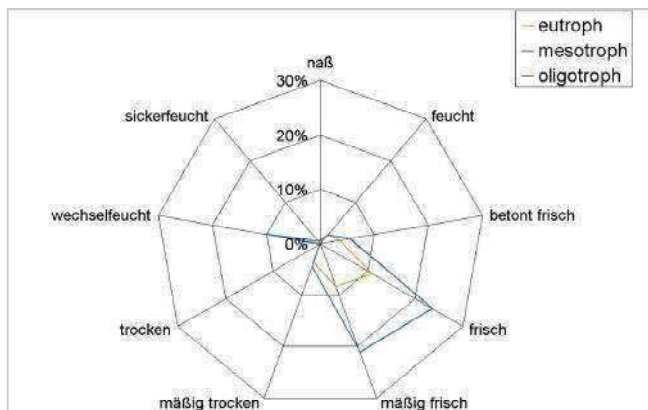 eutroph
mesotroph
oligotroph
naß
30%
sickerfeucht
feucht
20%
wechselfeucht
10%
betont frisch
0%
trocken
frisch
mäßig trocken
mäßig frisch